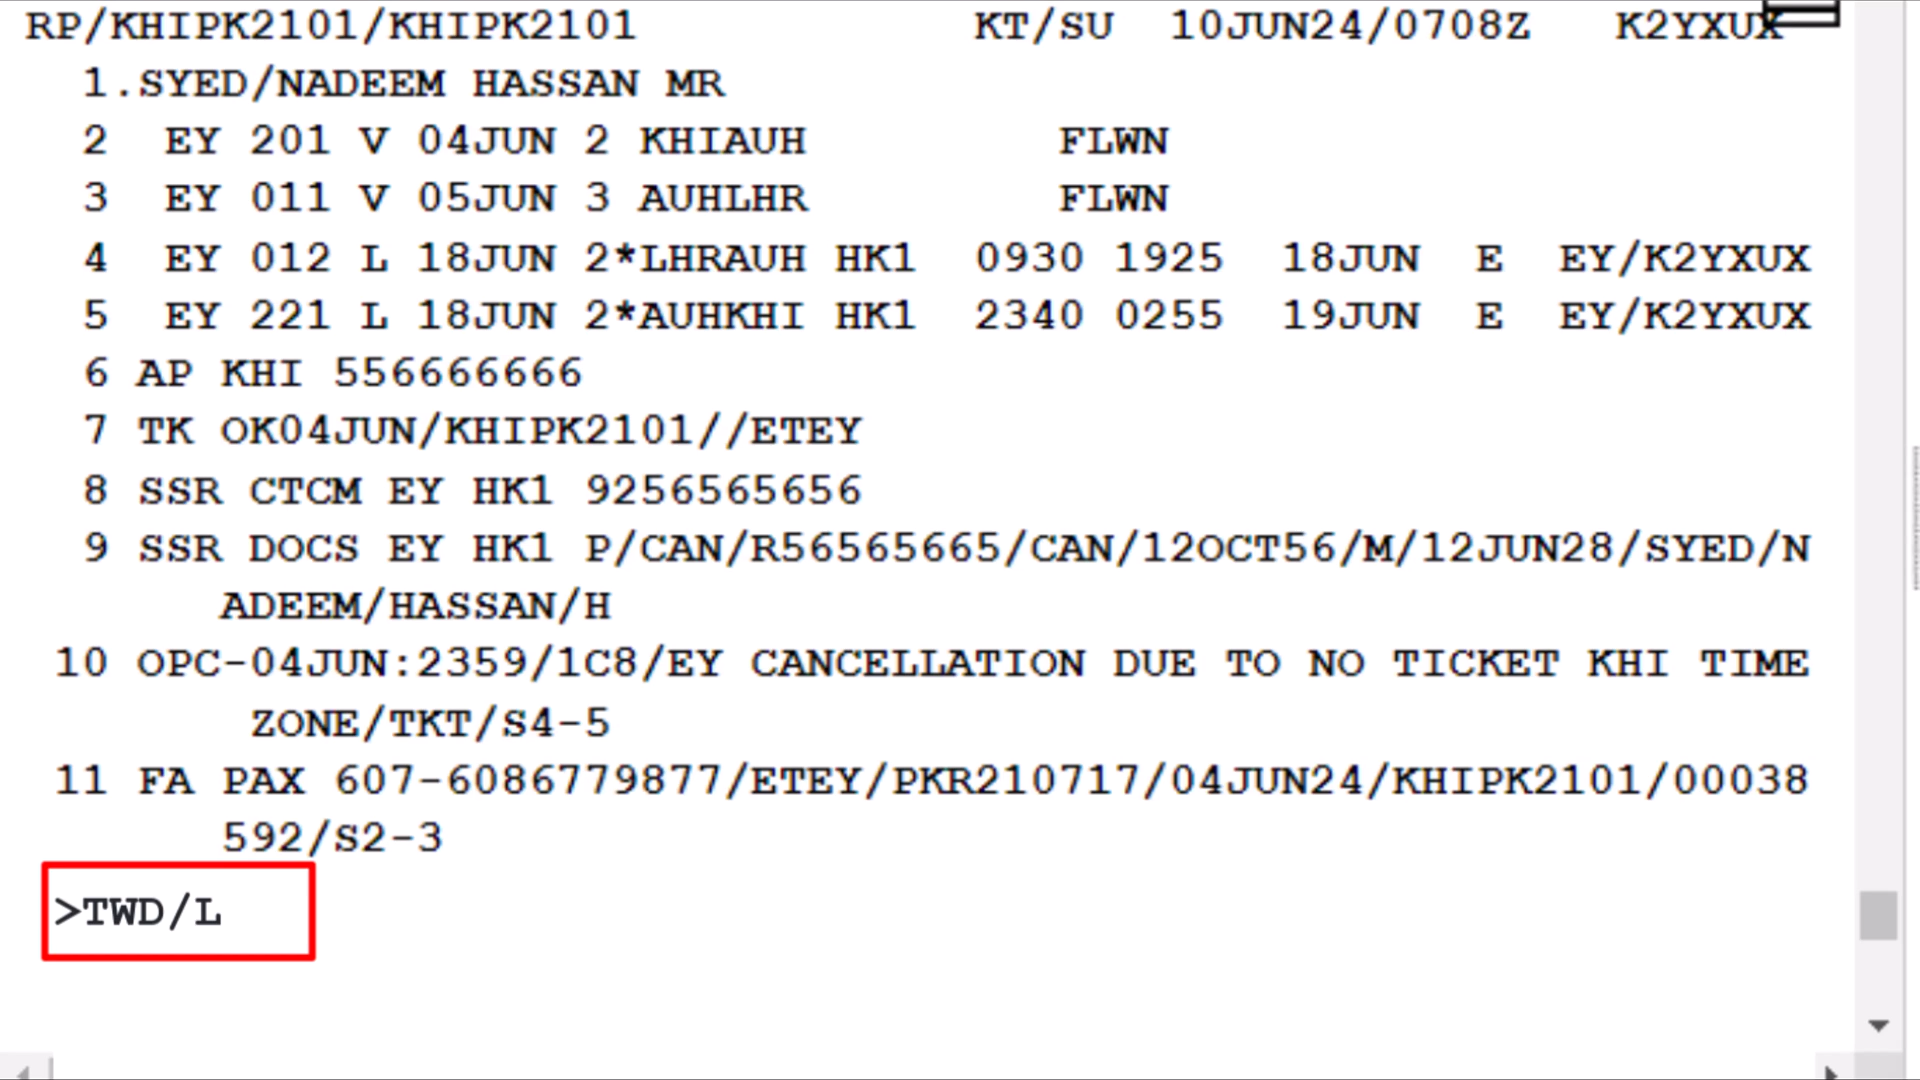 RP/KHIPK2101/KHIPK2101 KT/SU 10JUN24/0708Z K2YXUX
1.SYED/NADEEM HASSAN MR
2 EY 201 V 04JUN 2 KHIAUH FLWN
3 EY 011 V 05JUN 3 AUHLHR FLWN
4 EY 012 L 18JUN 2*LHRAUH HK1 0930 1925 18JUN E EY/K2YXUX
5 EY 221 L 18JUN 2*AUHKHI HK1 2340 0255 19JUN E EY/K2YXUX
6 AP KHI 556666666
7 TK OK04JUN/KHIPK2101//ETEY
8 SSR CTCM EY HK1 9256565656
9 SSR DOCS EY HK1 P/CAN/R56565665/CAN/12OCT56/M/12JUN28/SYED/N
ADEEM/HASSAN/H
10 OPC-04JUN:2359/1C8/EY CANCELLATION DUE TO NO TICKET KHI TIME
ZONE/TKT/S4-5
11 FA PAX 607-6086779877/ETEY/PKR210717/04JUN24/KHIPK2101/00038
592/S2-3
>TWD/L